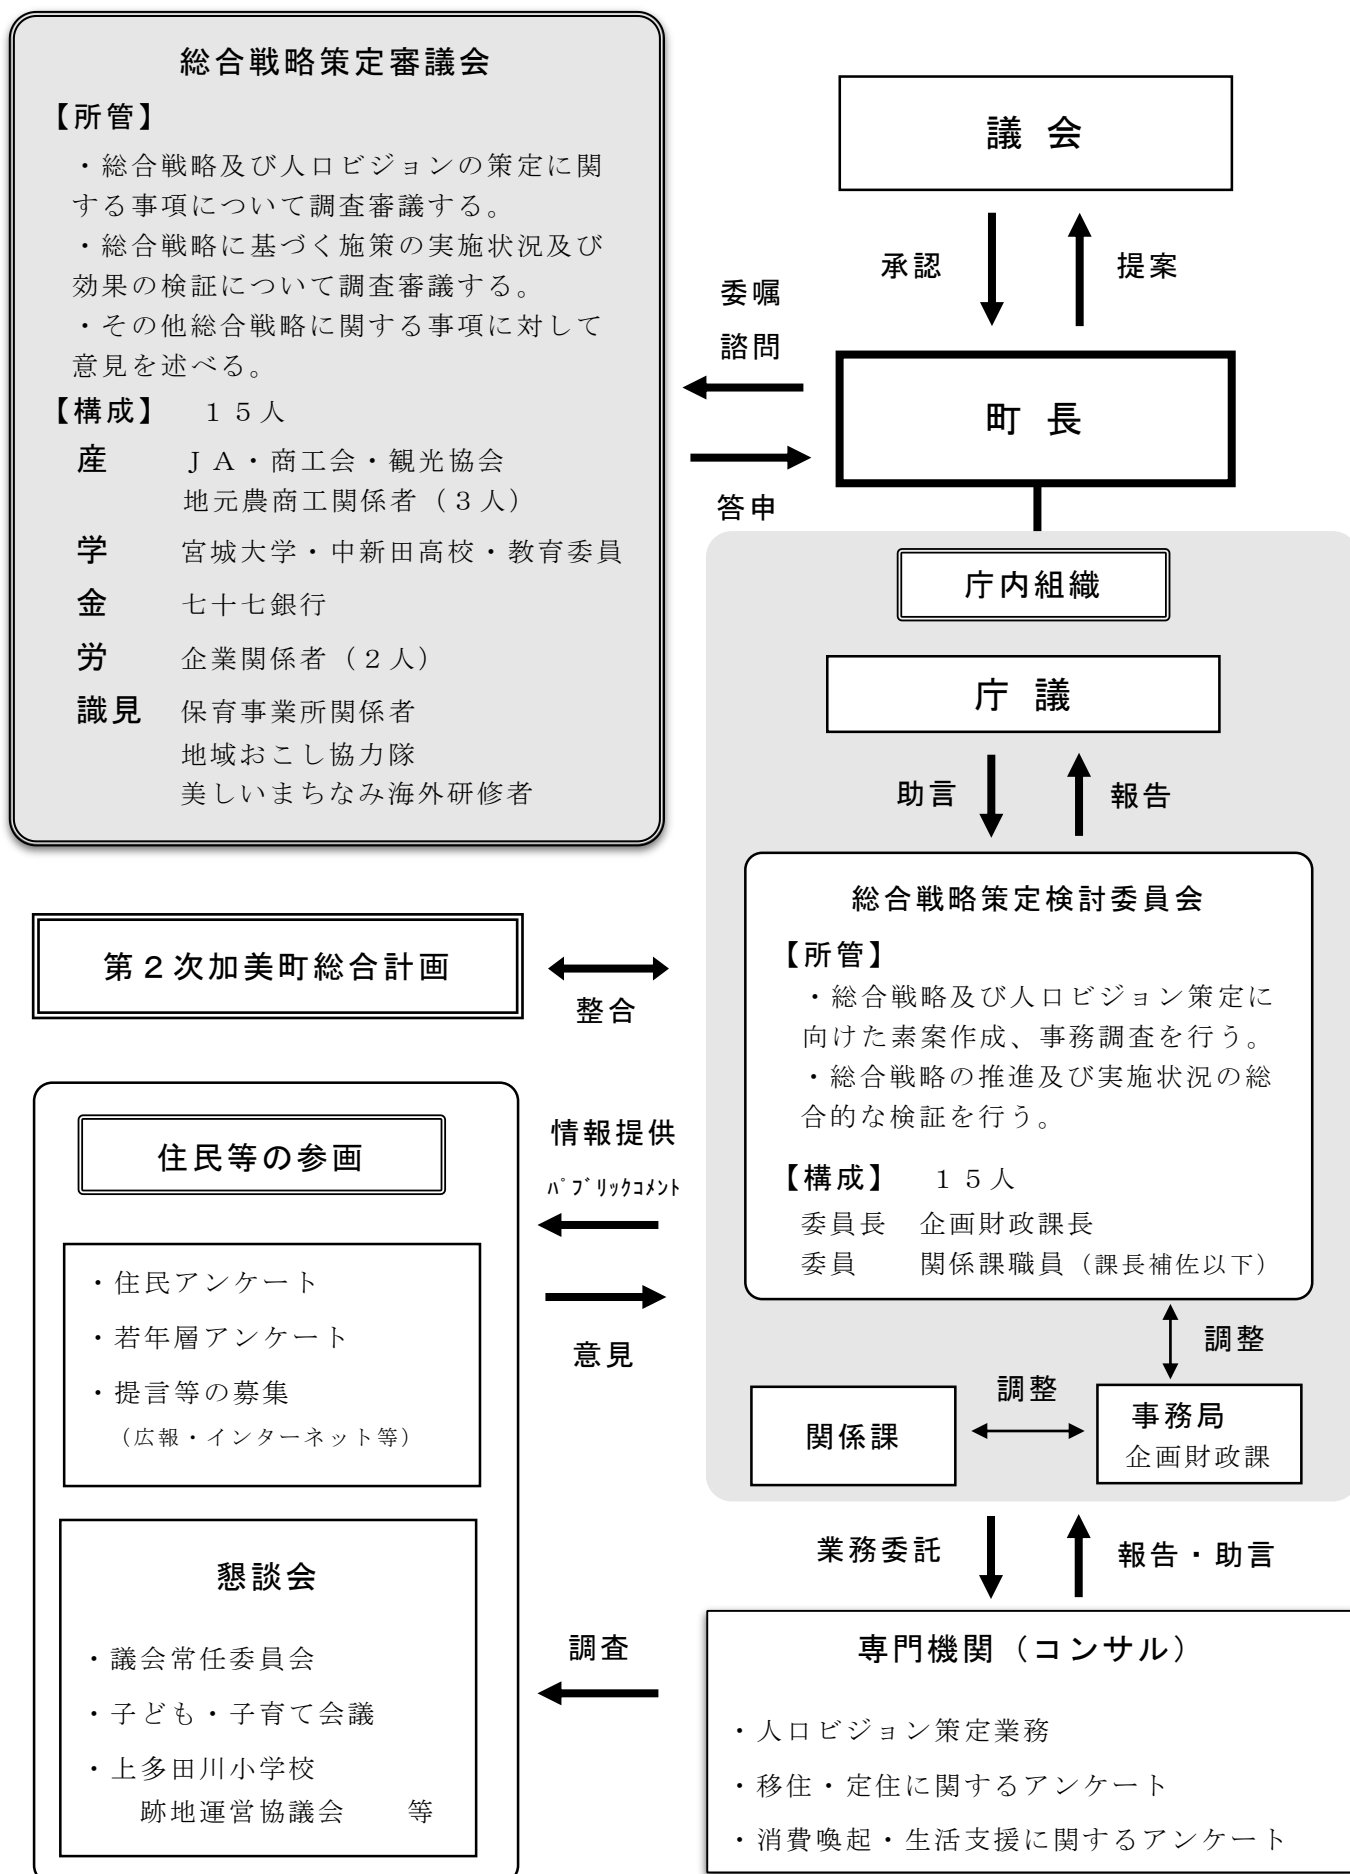 総合戦略策定審議会
【所管】
・総合戦略及び人口ビジョンの策定に関
する事項について調査審議する。
・総合戦略に基づく施策の実施状況及び
効果の検証について調査審議する。
・その他総合戦略に関する事項に対して
意見を述べる。
【構成】　１５人
産　ＪＡ・商工会・観光協会
地元農商工関係者（３人）
学　宮城大学・中新田高校・教育委員
金　七十七銀行
労　企業関係者（２人）
識見　保育事業所関係者
地域おこし協力隊
美しいまちなみ海外研修者
議会
承認
提案
委嘱
諮問
町長
答申
庁内組織
庁議
助言
報告
総合戦略策定検討委員会
【所管】
・総合戦略及び人口ビジョン策定に
向けた素案作成、事務調査を行う。
・総合戦略の推進及び実施状況の総
合的な検証を行う。
【構成】　１５人
委員長　企画財政課長
委員　関係課職員（課長補佐以下）
第２次加美町総合計画
整合
住民等の参画
情報提供
ﾊﾟﾌﾞﾘｯｸｺﾒﾝﾄ
・住民アンケート
・若年層アンケート
・提言等の募集
（広報・インターネット等）
意見
調整
調整
関係課
事務局
企画財政課
業務委託
報告・助言
懇談会
・議会常任委員会
・子ども・子育て会議
・上多田川小学校
跡地運営協議会　等
調査
専門機関（コンサル）
・人口ビジョン策定業務
・移住・定住に関するアンケート
・消費喚起・生活支援に関するアンケート